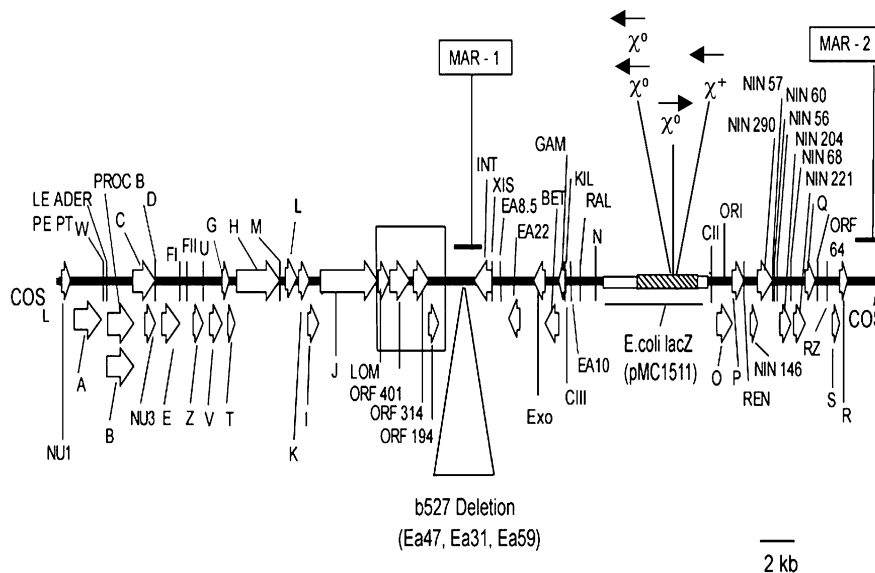 χ°
MAR - 1
MAR - 2
χ°
χ⁺
χ°
NIN 57
NIN 60
NIN 56
NIN 290
NIN 204
NIN 68
NIN 221
Q
ORF
64
GAM
KIL
RAL
N
INT
XIS
EA8.5
EA22
BET
CII
ORI
LE ADER
PE PT
W
PROC B
C
D
FI
FII
U
G
H
M
L
COS
L
COS
A
B
NU1
NU3
E
Z
V
T
K
I
J
LOM
ORF 401
ORF 314
ORF 194
Exo
CIII
EA10
E.coli lacZ
(pMC1511)
O
P
REN
NIN 146
RZ
S
R
b527 Deletion
(Ea47, Ea31, Ea59)
2 kb